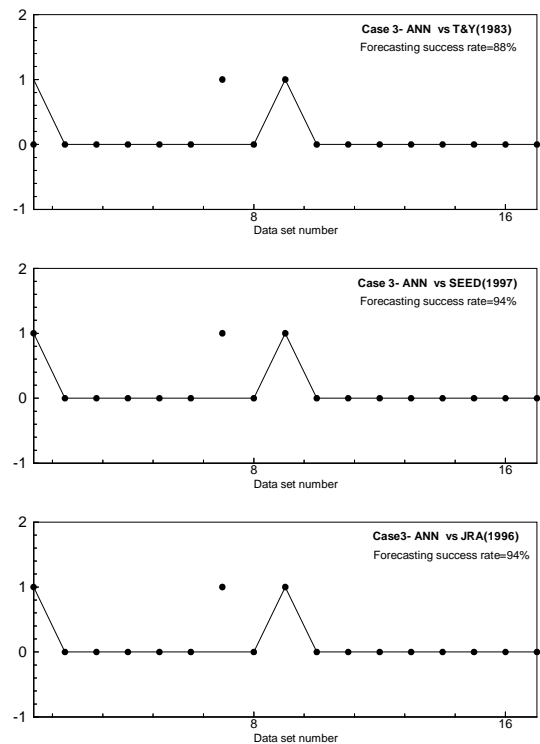 2
Case 3- ANN vs T&Y(1983)
Forecasting success rate=88%
1
0
-1
8
16
Data set number
2
Case 3- ANN vs SEED(1997)
Forecasting success rate=94%
1
0
-1
8
16
Data set number
2
Case3- ANN vs JRA(1996)
Forecasting success rate=94%
1
0
-1
8
16
Data set number